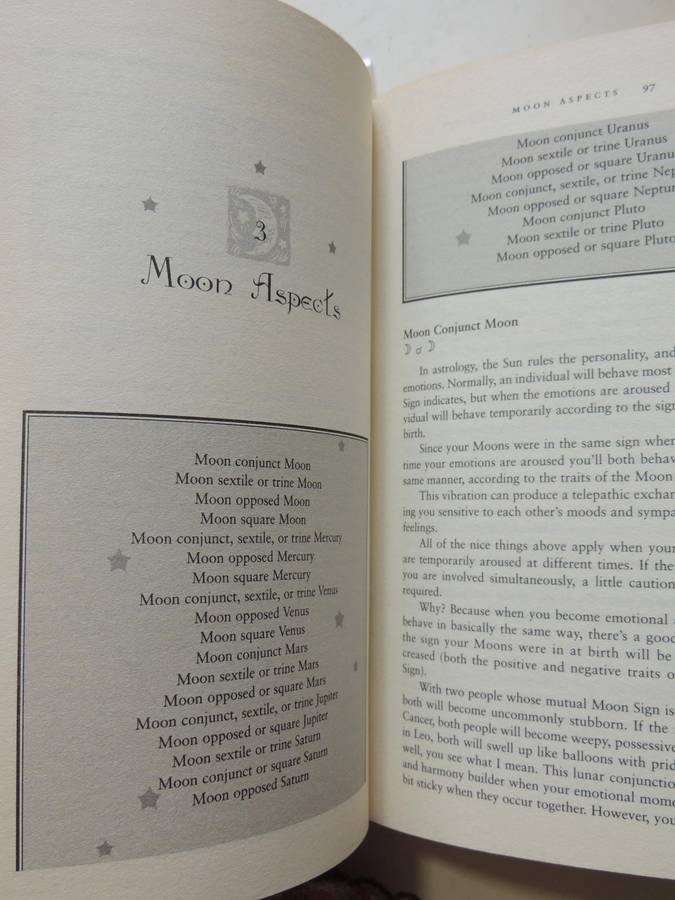 3
Moon Aspects
Moon conjunct Moon
Moon sextile or trine Moon
Moon opposed Moon
Moon square Moon
Moon conjunct, sextile, or trine Mercury
Moon opposed Mercury
Moon square Mercury
Moon conjunct, sextile, or trine Venus
Moon opposed Venus
Moon square Venus
Moon conjunct Mars
Moon sextile or trine Mars
Moon opposed or square Mars
Moon conjunct, sextile, or trine Jupiter
Moon opposed or square Jupiter
Moon sextile or trine Saturn
Moon conjunct or square Saturn
Moon opposed Saturn
MOON ASPECTS 97
Moon conjunct Uranus
Moon sextile or trine Uranus
Moon opposed or square Uranu
Moon conjunct, sextile, or trine Nep
Moon opposed or square Neptun
Moon conjunct Pluto
Moon sextile or trine Pluto
Moon opposed or square Pluto
Moon Conjunct Moon
☽ ☌ ☽
In astrology, the Sun rules the personality, and
emotions. Normally, an individual will behave most
Sign indicates, but when the emotions are aroused
vidual will behave temporarily according to the sign
birth.
Since your Moons were in the same sign when
time your emotions are aroused you'll both behav
same manner, according to the traits of the Moon
This vibration can produce a telepathic exchan
ing you sensitive to each other's moods and sympa
feelings.
All of the nice things above apply when your
are temporarily aroused at different times. If the
you are involved simultaneously, a little caution
required.
Why? Because when you become emotional
behave in basically the same way, there's a good
the sign your Moons were in at birth will be
creased (both the positive and negative traits o
Sign).
With two people whose mutual Moon Sign is
both will become uncommonly stubborn. If the
Cancer, both people will become weepy, possessive
in Leo, both will swell up like balloons with prid
well, you see what I mean. This lunar conjunction
and harmony builder when your emotional mome
bit sticky when they occur together. However, you